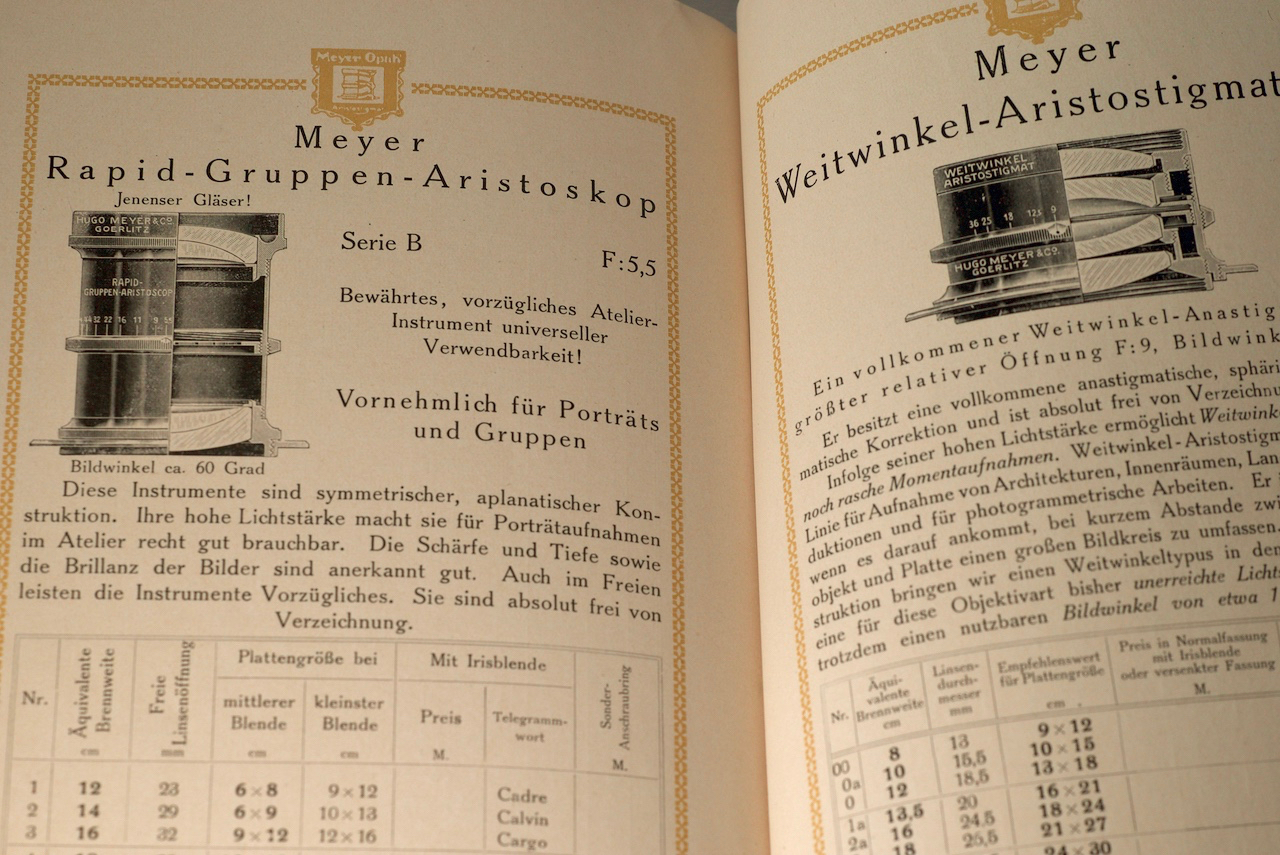 Meyer Optik
Meyer
Rapid-Gruppen-Aristoskop
Jenenser Gläser!
HUGO MEYER & CO.
GOERLITZ
RAPID-
GRUPPEN-ARISTOSCOP
32 22 16 11 9
Serie B
F:5,5
Bewährtes, vorzügliches Atelier-
Instrument universeller
Verwendbarkeit!
Vornehmlich für Porträts
und Gruppen
Bildwinkel ca. 60 Grad
Diese Instrumente sind symmetrischer, aplanatischer Kon-
struktion. Ihre hohe Lichtstärke macht sie für Porträtaufnahmen
im Atelier recht gut brauchbar. Die Schärfe und Tiefe sowie
die Brillanz der Bilder sind anerkannt gut. Auch im Freien
leisten die Instrumente Vorzügliches. Sie sind absolut frei von
Verzeichnung.
Nr.
Äquivalente
Brennweite
cm
Freie
Linsenöffnung
mm
Plattengröße bei
mittlerer
Blende
cm
kleinster
Blende
cm
Mit Irisblende
Preis
M.
Telegramm-
wort
Sonder-
Anschraubring
M.
1 12 23 6×8 9×12 Cadre
2 14 29 6×9 10×13 Calvin
3 16 32 9×12 12×16 Cargo
Meyer
Weitwinkel-Aristostigmat
WEITWINKEL
ARISTOSTIGMAT
36 25 18 12,5 9
HUGO MEYER & CO.
GOERLITZ
Ein vollkommener Weitwinkel-Anastig
größter relativer Öffnung F:9, Bildwink
Er besitzt eine vollkommene anastigmatische, sphäri
matische Korrektion und ist absolut frei von Verzeichnu
Infolge seiner hohen Lichtstärke ermöglicht Weitwinke
noch rasche Momentaufnahmen. Weitwinkel-Aristostigm
Linie für Aufnahme von Architekturen, Innenräumen, Lan
duktionen und für photogrammetrische Arbeiten. Er
wenn es darauf ankommt, bei kurzem Abstande zwi
objekt und Platte einen großen Bildkreis zu umfassen.
struktion bringen wir einen Weitwinkeltypus in den
eine für diese Objektivart bisher unerreichte Lichts
trotzdem einen nutzbaren Bildwinkel von etwa 1
Nr.
Äqui-
valente
Brennweite
cm
Linsen-
durch-
messer
mm
Empfehlenswert
für Plattengröße
cm
Preis in Normalfassung
mit Irisblende
oder versenkter Fassung
M.
00 8 13 9×12
0a 10 15,5 10×15
0 12 18,5 13×18
1a 13,5 20 16×21
2a 16 24,5 18×24
18 25,5 21×27
24×30